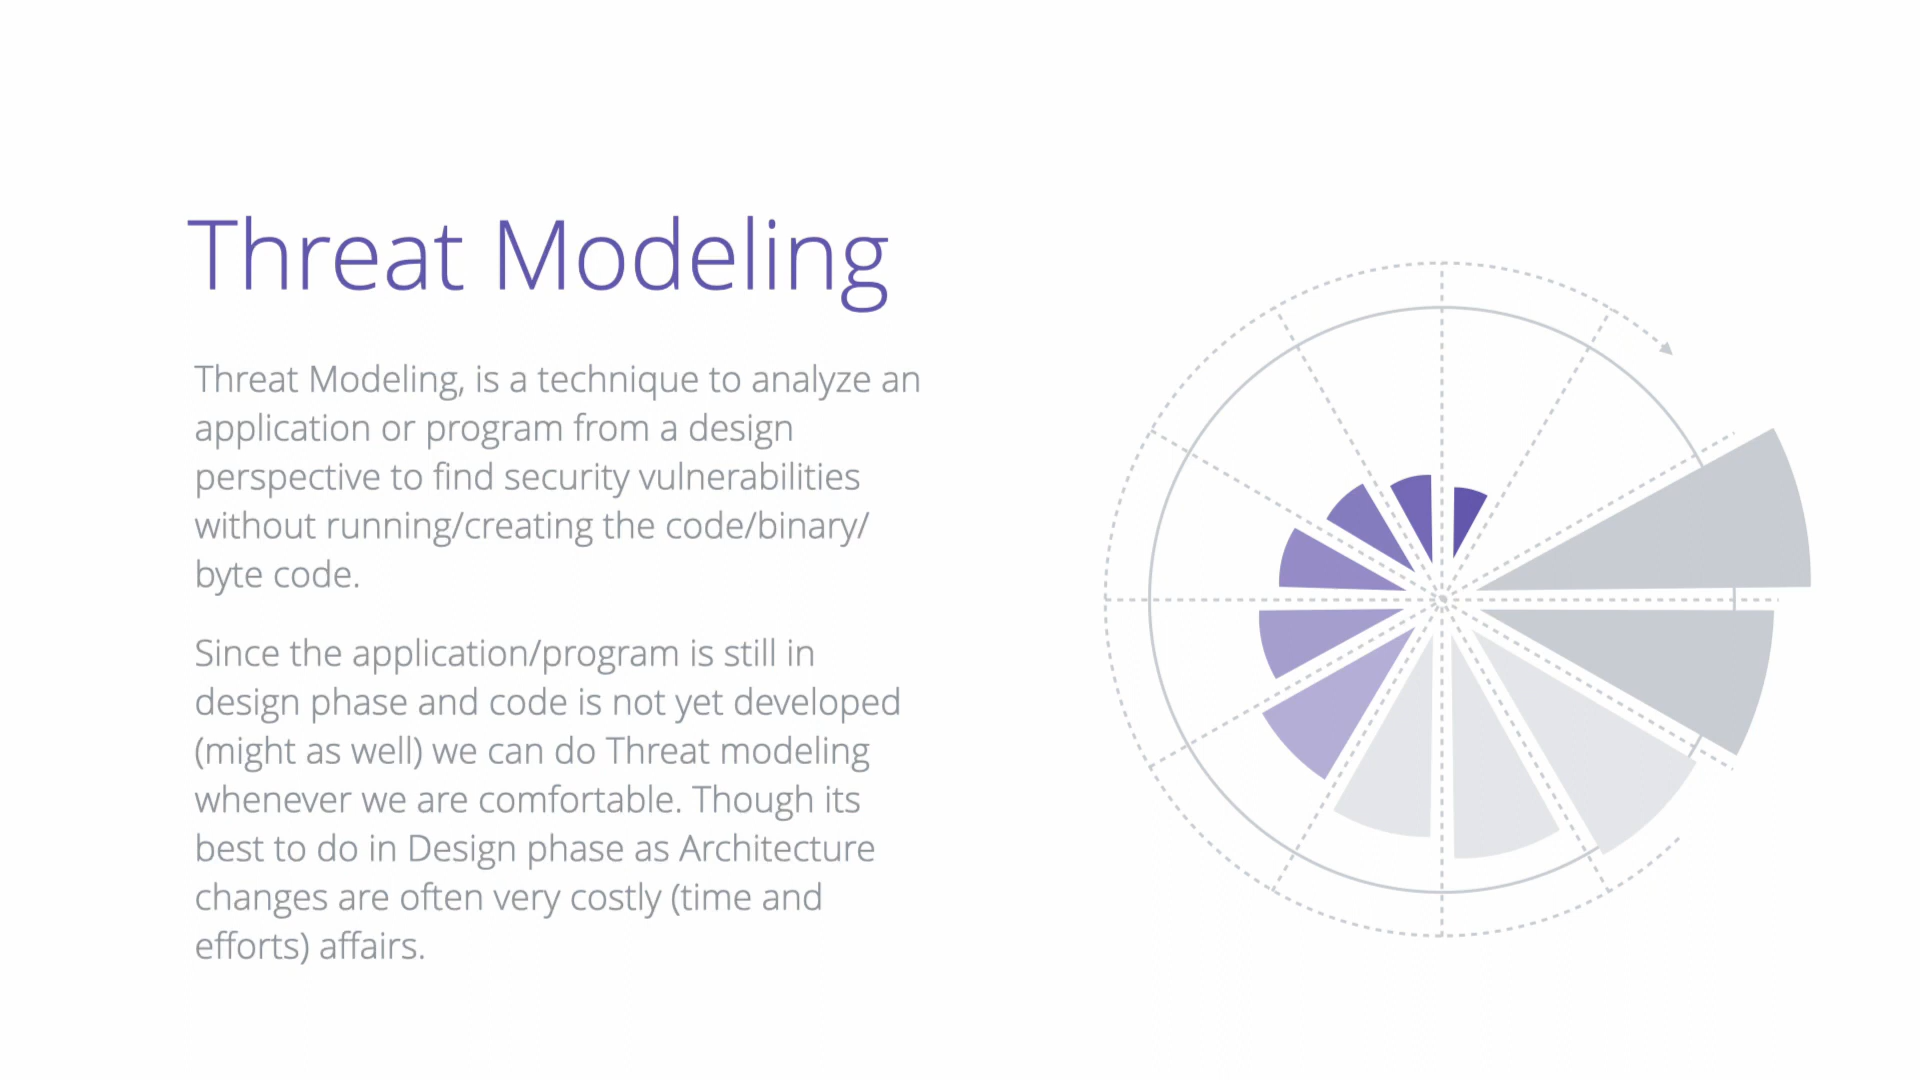 Threat Modeling
Threat Modeling, is a technique to analyze an
application or program from a design
perspective to find security vulnerabilities
without running/creating the code/binary/
byte code.
Since the application/program is still in
design phase and code is not yet developed
(might as well) we can do Threat modeling
whenever we are comfortable. Though its
best to do in Design phase as Architecture
changes are often very costly (time and
efforts) affairs.